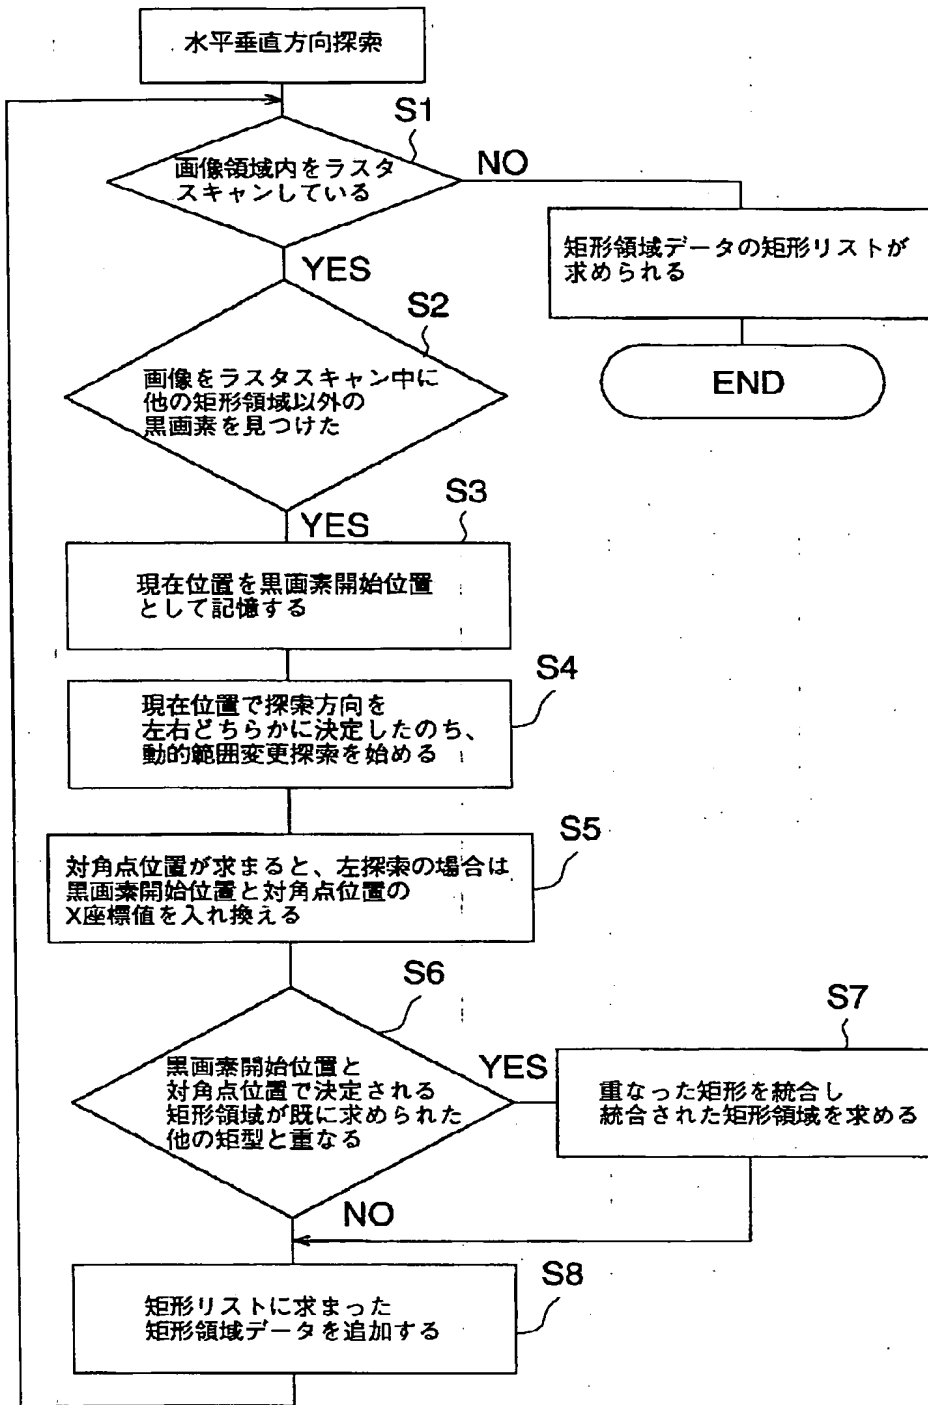 水平垂直方向探索
S1
画像領域内をラスタ
スキャンしている
NO
矩形領域データの矩形リストが
求められる
END
YES
S2
画像をラスタスキャン中に
他の矩形領域以外の
黒画素を見つけた
YES
S3
現在位置を黒画素開始位置
として記憶する
S4
現在位置で探索方向を
左右どちらかに決定したのち、
動的範囲変更探索を始める
S5
対角点位置が求まると、左探索の場合は
黒画素開始位置と対角点位置の
X座標値を入れ換える
S6
黒画素開始位置と
対角点位置で決定される
矩形領域が既に求められた
他の矩型と重なる
YES
S7
重なった矩形を統合し
統合された矩形領域を求める
NO
S8
矩形リストに求まった
矩形領域データを追加する